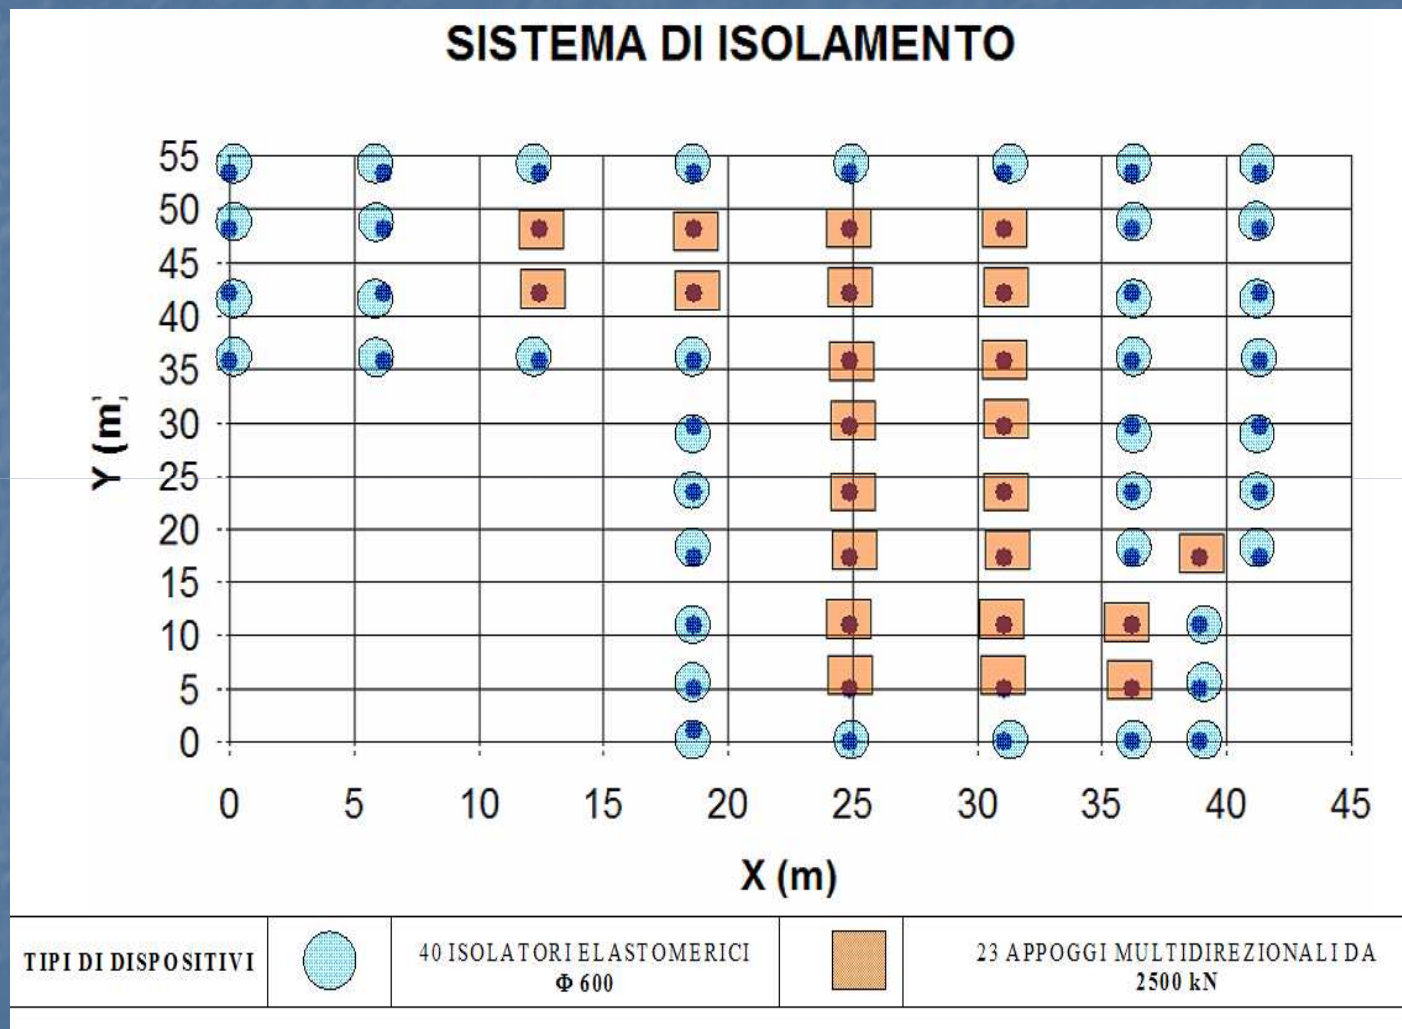 SISTEMA DI ISOLAMENTO
55
50
45
40
35
30
25
20
15
10
5
0
Y (m)
0 5 10 15 20 25 30 35 40 45
X (m)
TIPI DI DISPOSITIVI
40 ISOLATORI ELASTOMERICI
Φ 600
23 APPOGGI MULTIDIREZIONALI DA
2500 kN